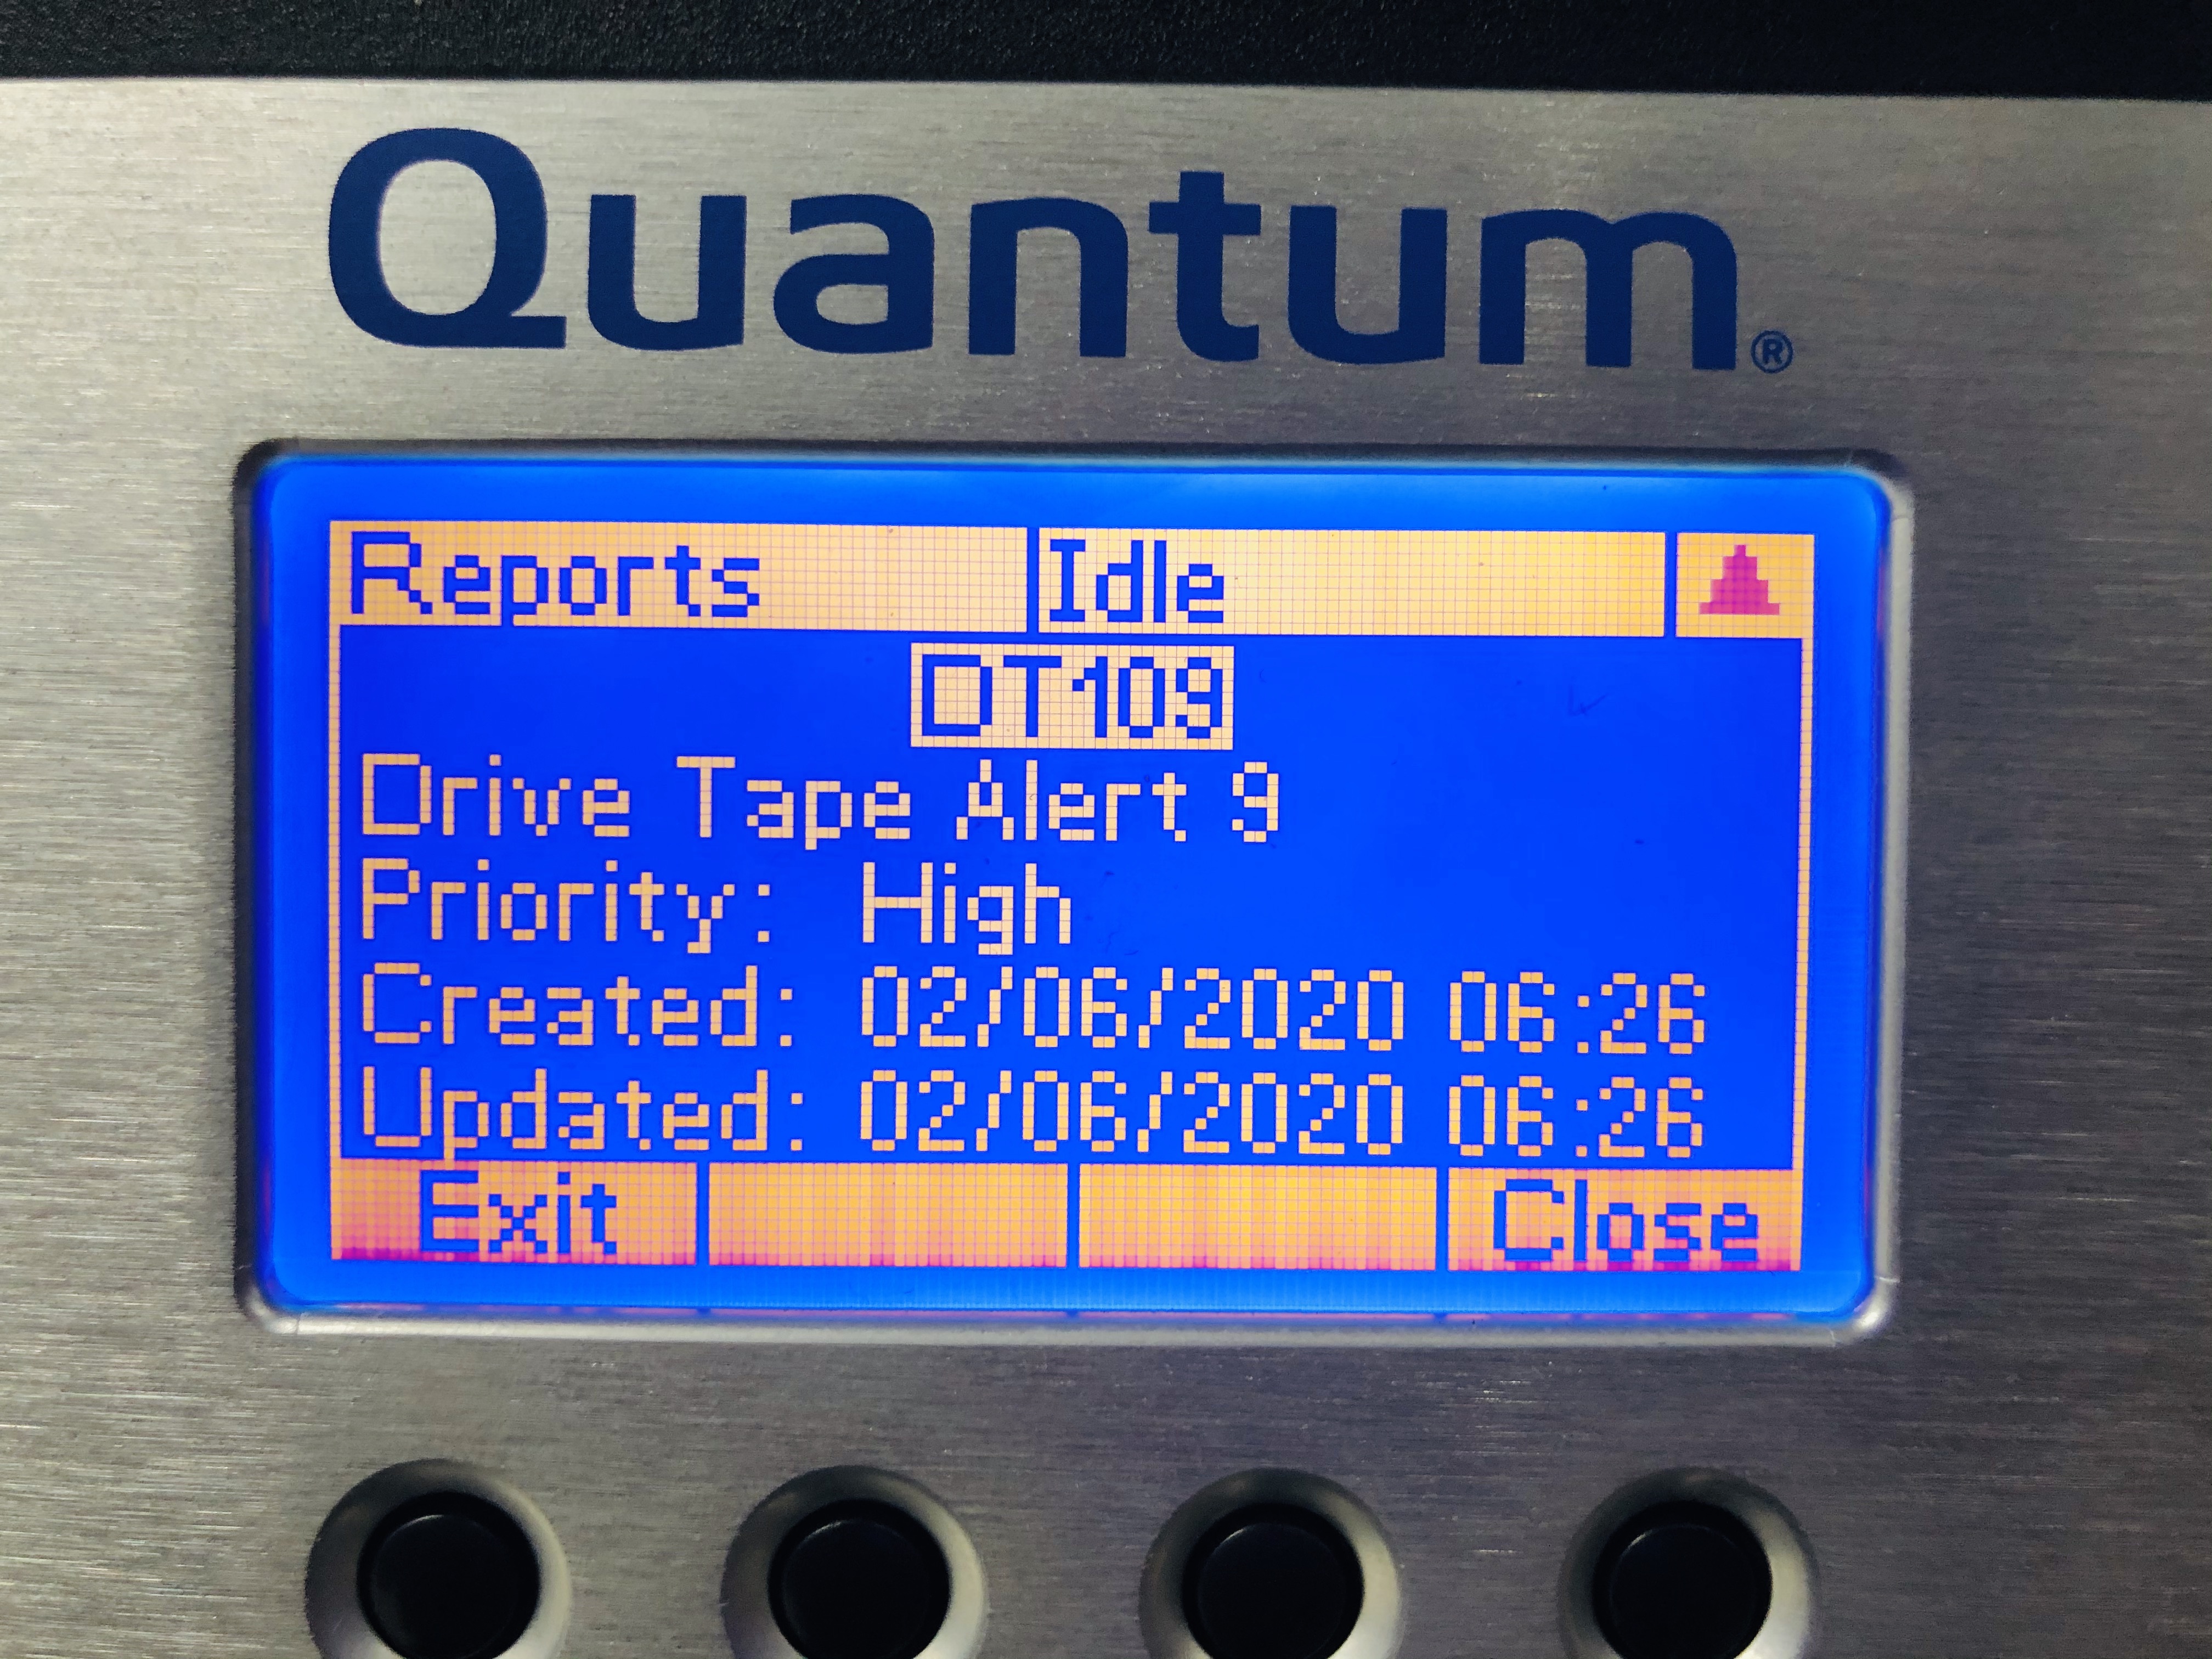 Quantum®
Reports Idle
DT109
Drive Tape Alert 9
Priority: High
Created: 02/06/2020 06:26
Updated: 02/06/2020 06:26
Exit Close